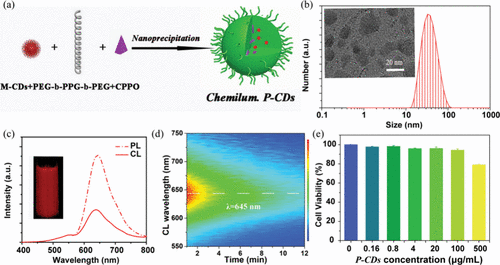 (a)
Nanoprecipitation
M-CDs+PEG-b-PPG-b-PEG+CPPO
Chemilum. P-CDs
(b)
Number (a.u.)
20 nm
0.1 1 10 100 1000 10⁴
Size (nm)
(c)
Intensity (a.u.)
PL
CL
400 500 600 700 800
Wavelength (nm)
(d)
CL wavelength (nm)
750
700
650
600
550
λ=645 nm
2 4 6 8 10 12
Time (min)
(e)
Cell Viability (%)
100
80
60
40
20
0
0 0.16 0.8 4 20 100 500
P-CDs concentration (μg/mL)